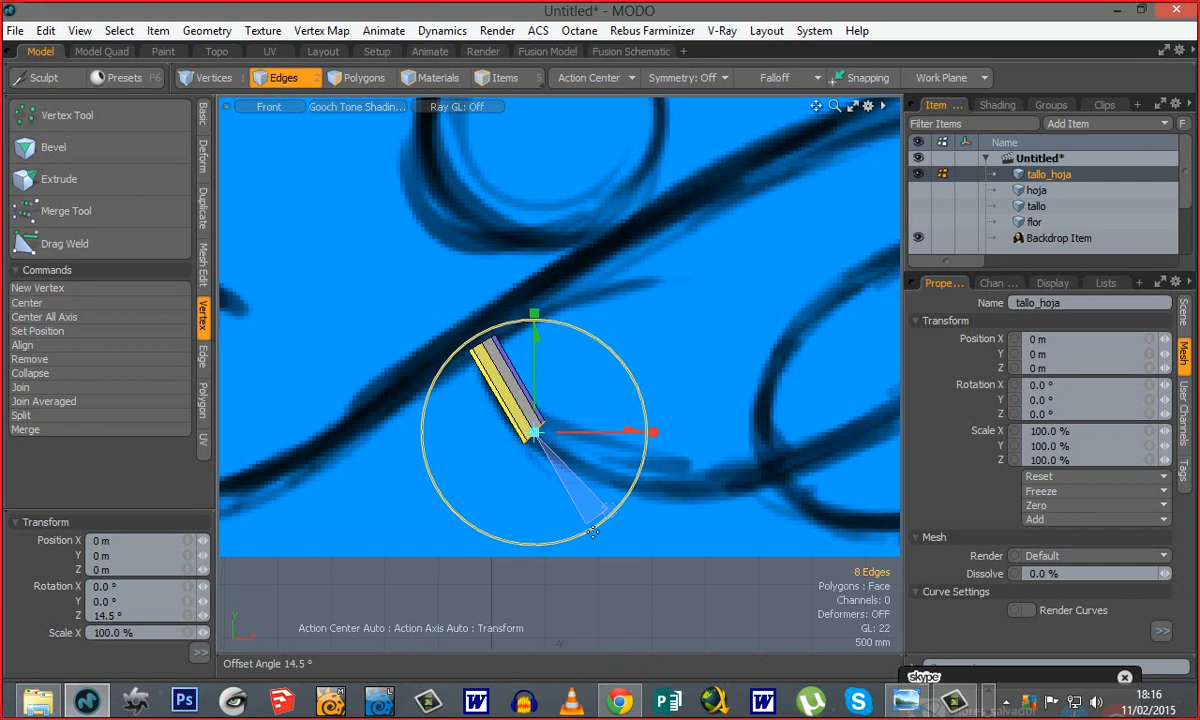 Untitled* - MODO
File Edit View Select Item Geometry Texture Vertex Map Animate Dynamics Render ACS Octane Rebus Farminizer V-Ray Layout System Help
Model Model Quad Paint Topo UV Layout Setup Animate Render Fusion Model Fusion Schematic +
Sculpt Presets F6 Vertices 1 Edges 2 Polygons Materials Items 5 Action Center Symmetry: Off Falloff Snapping Work Plane
Front Gooch Tone Shadin... Ray GL: Off
Vertex Tool
Bevel
Extrude
Merge Tool
Drag Weld
Commands
New Vertex
Center
Center All Axis
Set Position
Align
Remove
Collapse
Join
Join Averaged
Split
Merge
Basic
Deform
Duplicate
Mesh Edit
Vertex
Edge
Polygon
UV
Transform
Position X 0 m
Y 0 m
Z 0 m
Rotation X 0.0 °
Y 0.0 °
Z 14.5 °
Scale X 100.0 %
>>
8 Edges
Polygons : Face
Channels: 0
Deformers: OFF
GL: 22
500 mm
Action Center Auto : Action Axis Auto : Transform
-Y
Offset Angle 14.5 °
Item ... Shading Groups Clips +
Filter Items Add Item F
Name
Untitled*
tallo_hoja
hoja
tallo
flor
Backdrop Item
Prope... Chan ... Display Lists +
Name tallo_hoja
Transform
Position X 0 m
Y 0 m
Z 0 m
Rotation X 0.0 °
Y 0.0 °
Z 0.0 °
Scale X 100.0 %
Y 100.0 %
Z 100.0 %
Reset
Freeze
Zero
Add
Mesh
Render Default
Dissolve 0.0 %
Curve Settings
Render Curves
>>
Scene
Mesh
User Channels
Tags
skype
18:16
11/02/2015